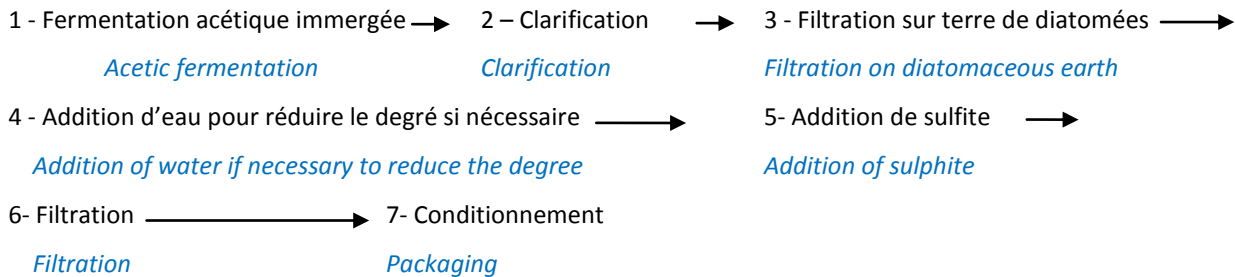 1 - Fermentation acétique immergée 2 – Clarification 3 - Filtration sur terre de diatomées
Acetic fermentation Clarification Filtration on diatomaceous earth
4 - Addition d’eau pour réduire le degré si nécessaire 5- Addition de sulfite
Addition of water if necessary to reduce the degree Addition of sulphite
6- Filtration 7- Conditionnement
Filtration Packaging